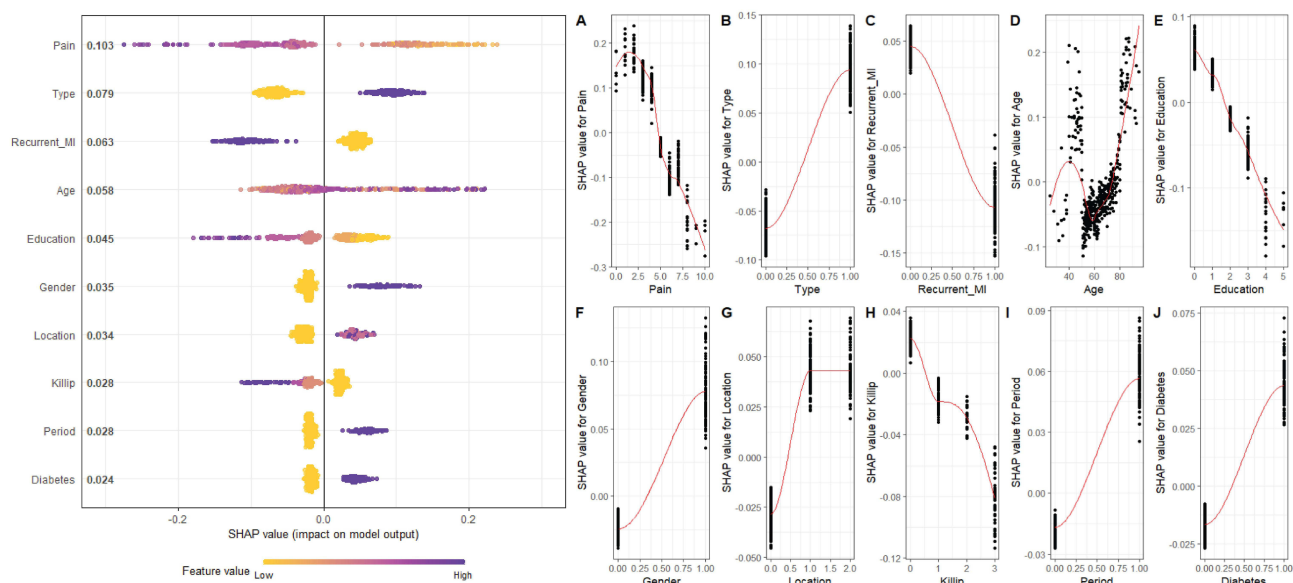 Pain 0.103
Type 0.079
Recurrent_MI 0.063
Age 0.058
Education 0.045
Gender 0.035
Location 0.034
Killip 0.028
Period 0.028
Diabetes 0.024
-0.2 0.0 0.2
SHAP value (impact on model output)
Feature value Low High
A
SHAP value for Pain
0.2
0.1
0.0
-0.1
-0.2
-0.3
0.0 2.5 5.0 7.5 10.0
Pain
B
SHAP value for Type
0.15
0.10
0.05
0.00
-0.05
-0.10
0.00 0.25 0.50 0.75 1.00
Type
C
SHAP value for Recurrent_MI
0.05
0.00
-0.05
-0.10
-0.15
0.00 0.25 0.50 0.75 1.00
Recurrent_MI
D
SHAP value for Age
0.2
0.1
0.0
-0.1
40 60 80
Age
E
SHAP value for Education
0.1
0.0
-0.1
0 1 2 3 4 5
Education
F
SHAP value for Gender
0.10
0.05
0.00
0.00 0.25 0.50 0.75 1.00
Gender
G
SHAP value for Location
0.050
0.025
0.000
-0.025
-0.050
0.0 0.5 1.0 1.5 2.0
Location
H
SHAP value for Killip
0.04
0.00
-0.04
-0.08
-0.12
0 1 2 3
Killip
I
SHAP value for Period
0.09
0.06
0.03
0.00
-0.03
0.00 0.25 0.50 0.75 1.00
Period
J
SHAP value for Diabetes
0.075
0.050
0.025
0.000
-0.025
0.00 0.25 0.50 0.75 1.00
Diabetes